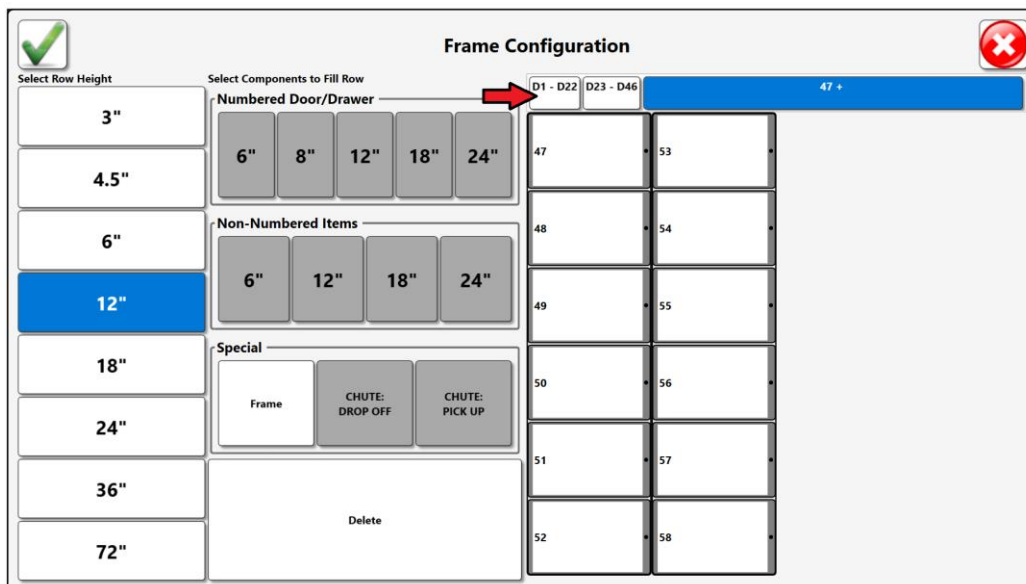 Frame Configuration
Select Row Height
3"
4.5"
6"
12"
18"
24"
36"
72"
Select Components to Fill Row
Numbered Door/Drawer
6" 8" 12" 18" 24"
Non-Numbered Items
6" 12" 18" 24"
Special
Frame
CHUTE:
DROP OFF
CHUTE:
PICK UP
Delete
D1 - D22 D23 - D46 47 +
47 53
48 54
49 55
50 56
51 57
52 58